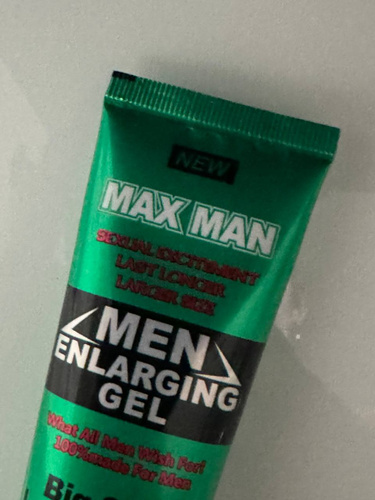 NEW
MAX MAN
SEXUAL EXCITEMENT
LAST LONGER
LARGER SIZE
MEN
ENLARGING
GEL
What All Men Wish For!
100%made For Men
Big